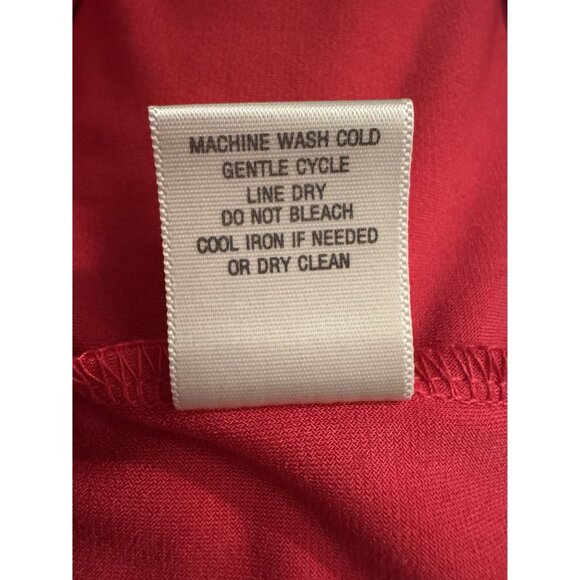 MACHINE WASH COLD
GENTLE CYCLE
LINE DRY
DO NOT BLEACH
COOL IRON IF NEEDED
OR DRY CLEAN